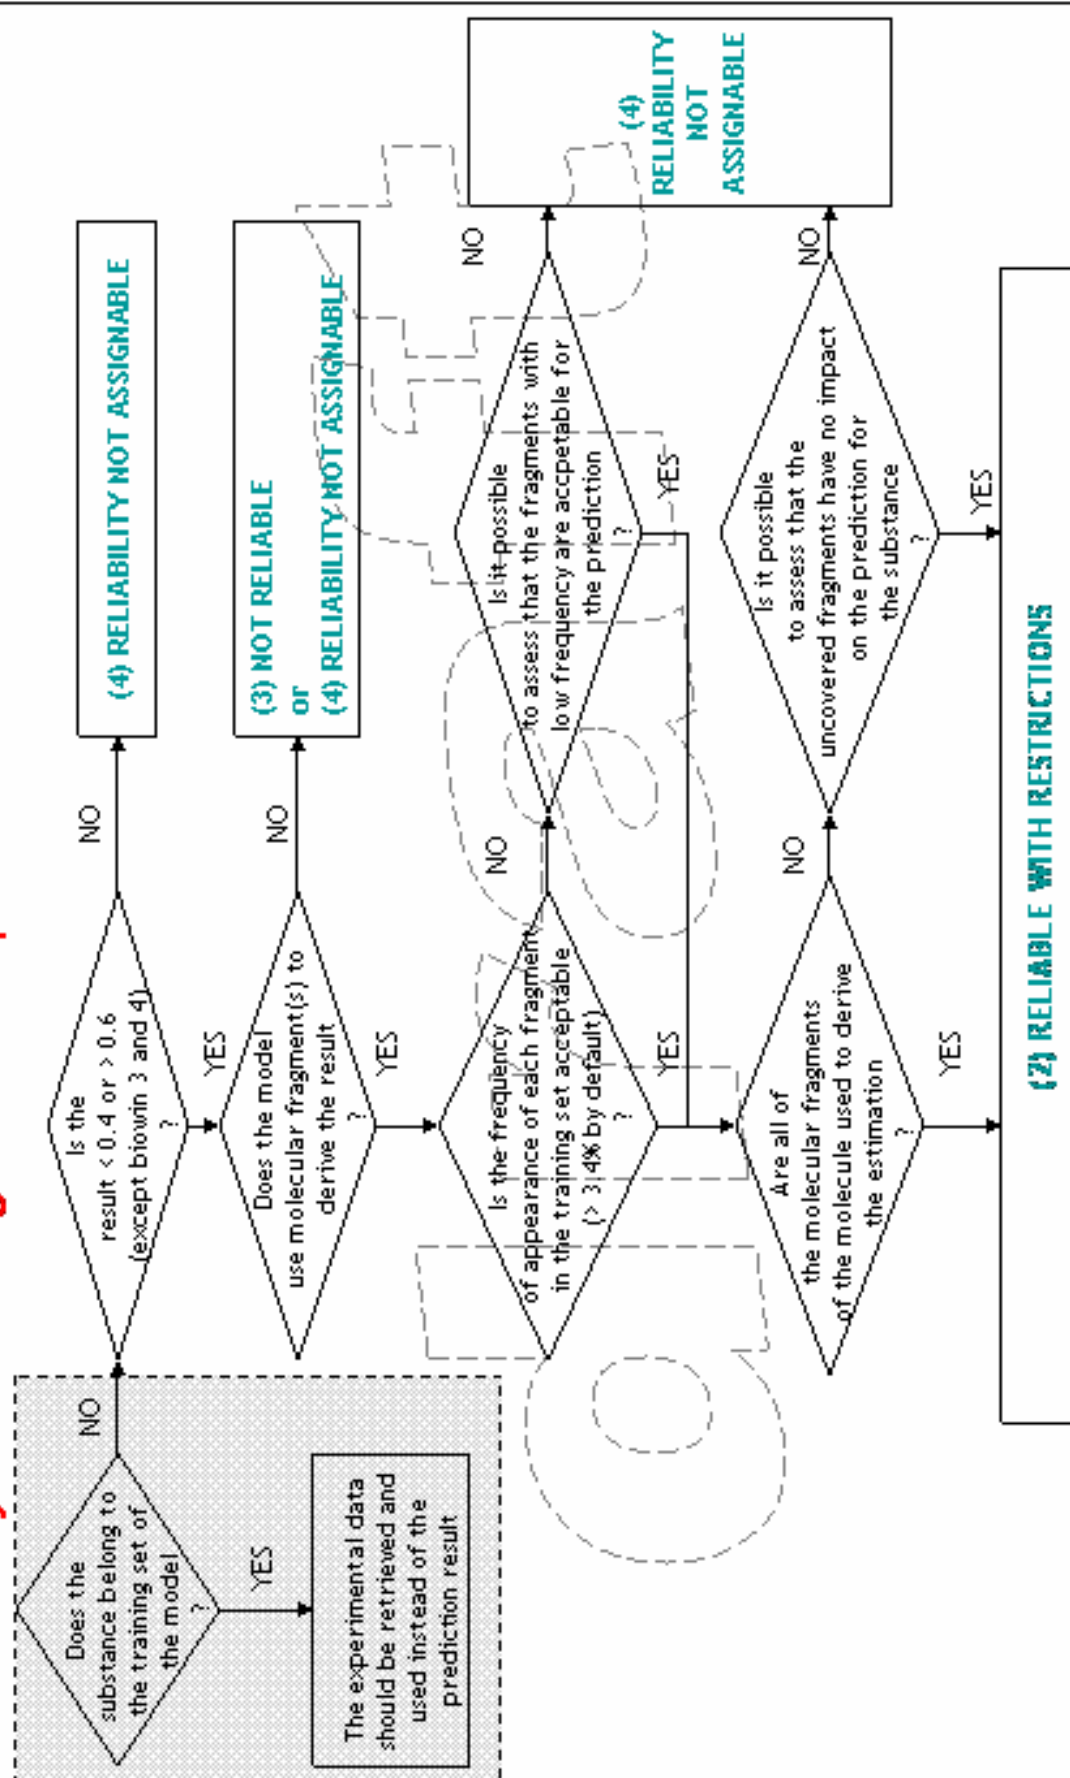 Does the
substance belong to
the training set of
the model
?
NO
YES
The experimental data
should be retrieved and
used instead of the
prediction result
Is the
result < 0.4 or > 0.6
(except biowin 3 and 4)
?
NO
(4) RELIABILITY NOT ASSIGNABLE
YES
Does the model
use molecular fragment(s) to
derive the result
?
NO
(3) NOT RELIABLE
or
(4) RELIABILITY NOT ASSIGNABLE
YES
Is the frequency
of appearance of each fragment
in the training set acceptable
(> 3.4% by default)
?
NO
Is it possible
to assess that the fragments with
low frequency are accpetable for
the prediction
?
NO
(4)
RELIABILITY
NOT
ASSIGNABLE
YES
YES
Are all of
the molecular fragments
of the molecule used to derive
the estimation
?
NO
Is it possible
to assess that the
uncovered fragments have no impact
on the prediction for
the substance
?
NO
YES
YES
(2) RELIABLE WITH RESTRICTIONS